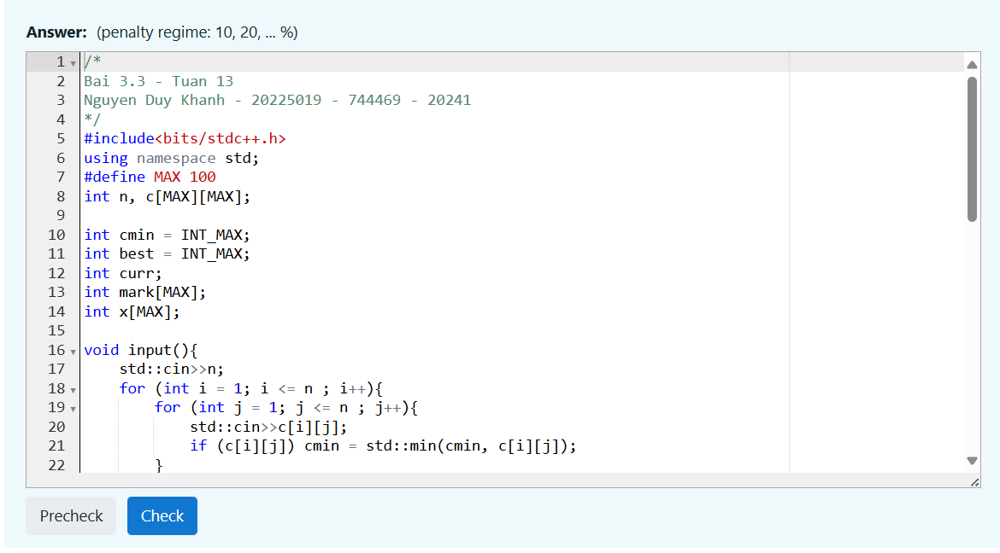 Answer: (penalty regime: 10, 20, ... %)
1 /*
2 Bai 3.3 - Tuan 13
3 Nguyen Duy Khanh - 20225019 - 744469 - 20241
4 */
5 #include<bits/stdc++.h>
6 using namespace std;
7 #define MAX 100
8 int n, c[MAX][MAX];
9
10 int cmin = INT_MAX;
11 int best = INT_MAX;
12 int curr;
13 int mark[MAX];
14 int x[MAX];
15
16 void input(){
17     std::cin>>n;
18     for (int i = 1; i <= n ; i++){
19         for (int j = 1; j <= n ; j++){
20             std::cin>>c[i][j];
21             if (c[i][j]) cmin = std::min(cmin, c[i][j]);
22         }
Precheck Check